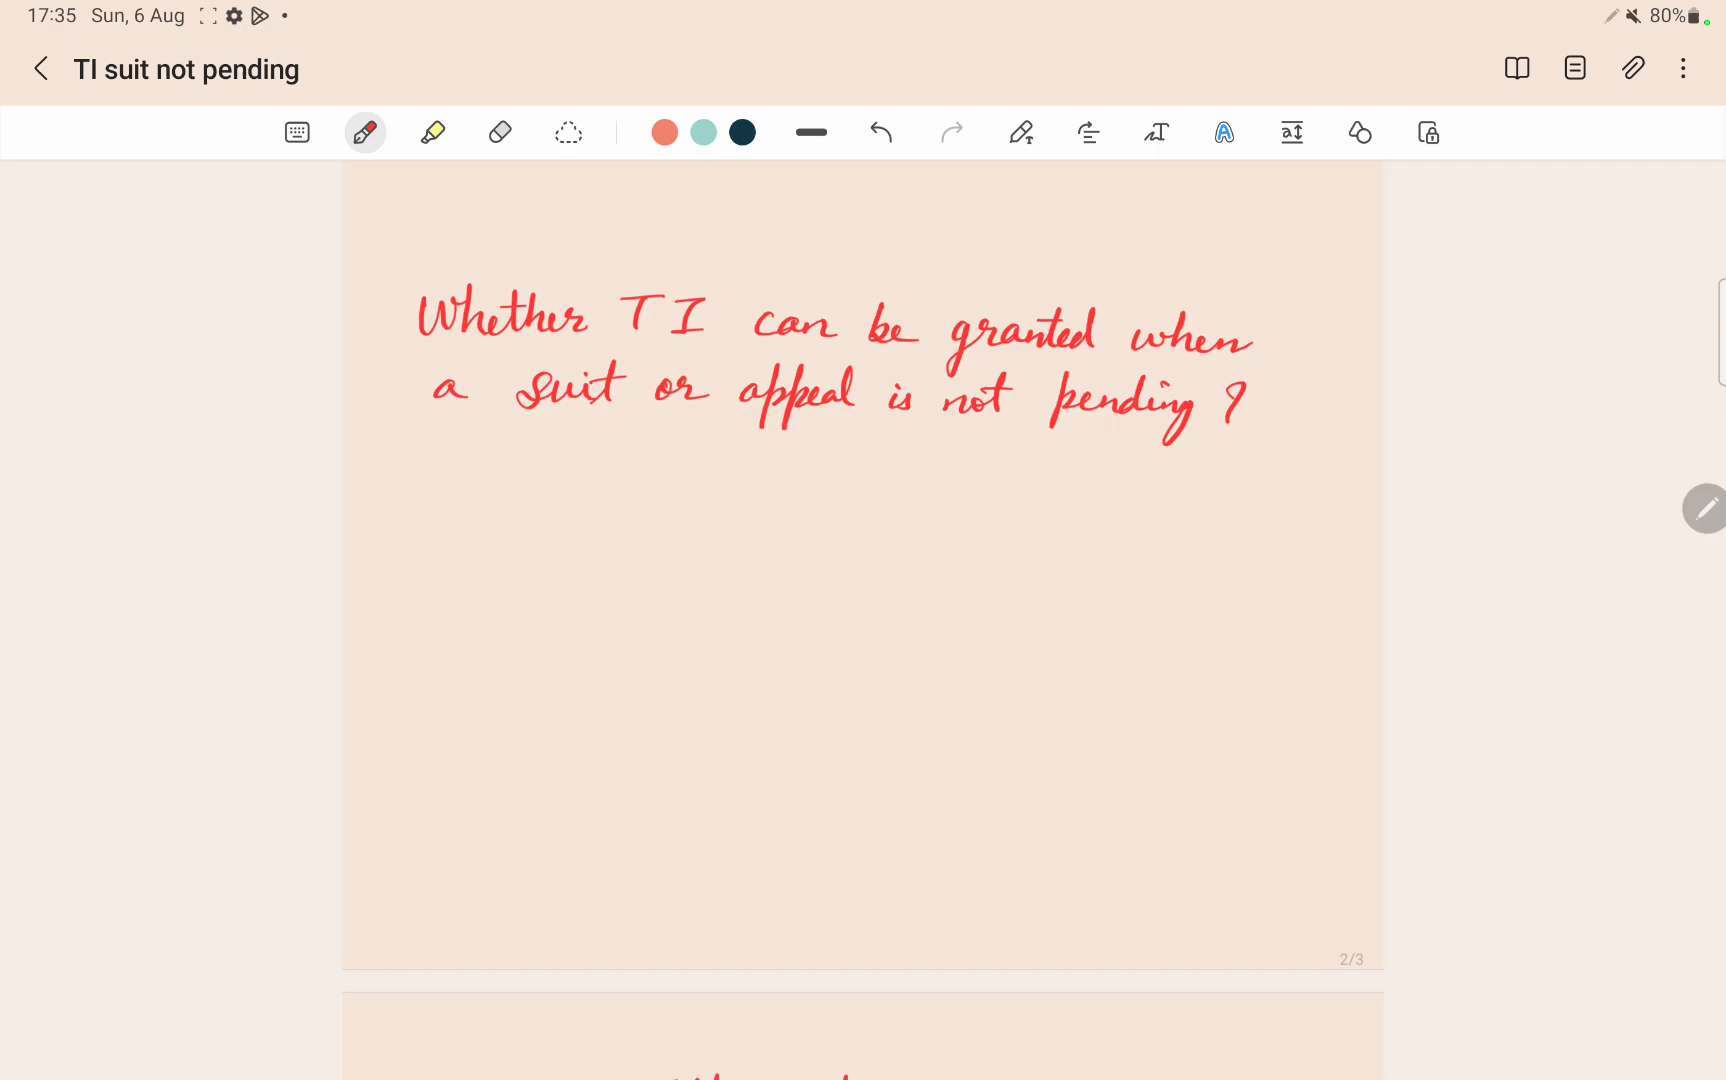 17:35 Sun, 6 Aug
80%
TI suit not pending
Whether TI can be granted when
a suit or appeal is not pending?
2/3